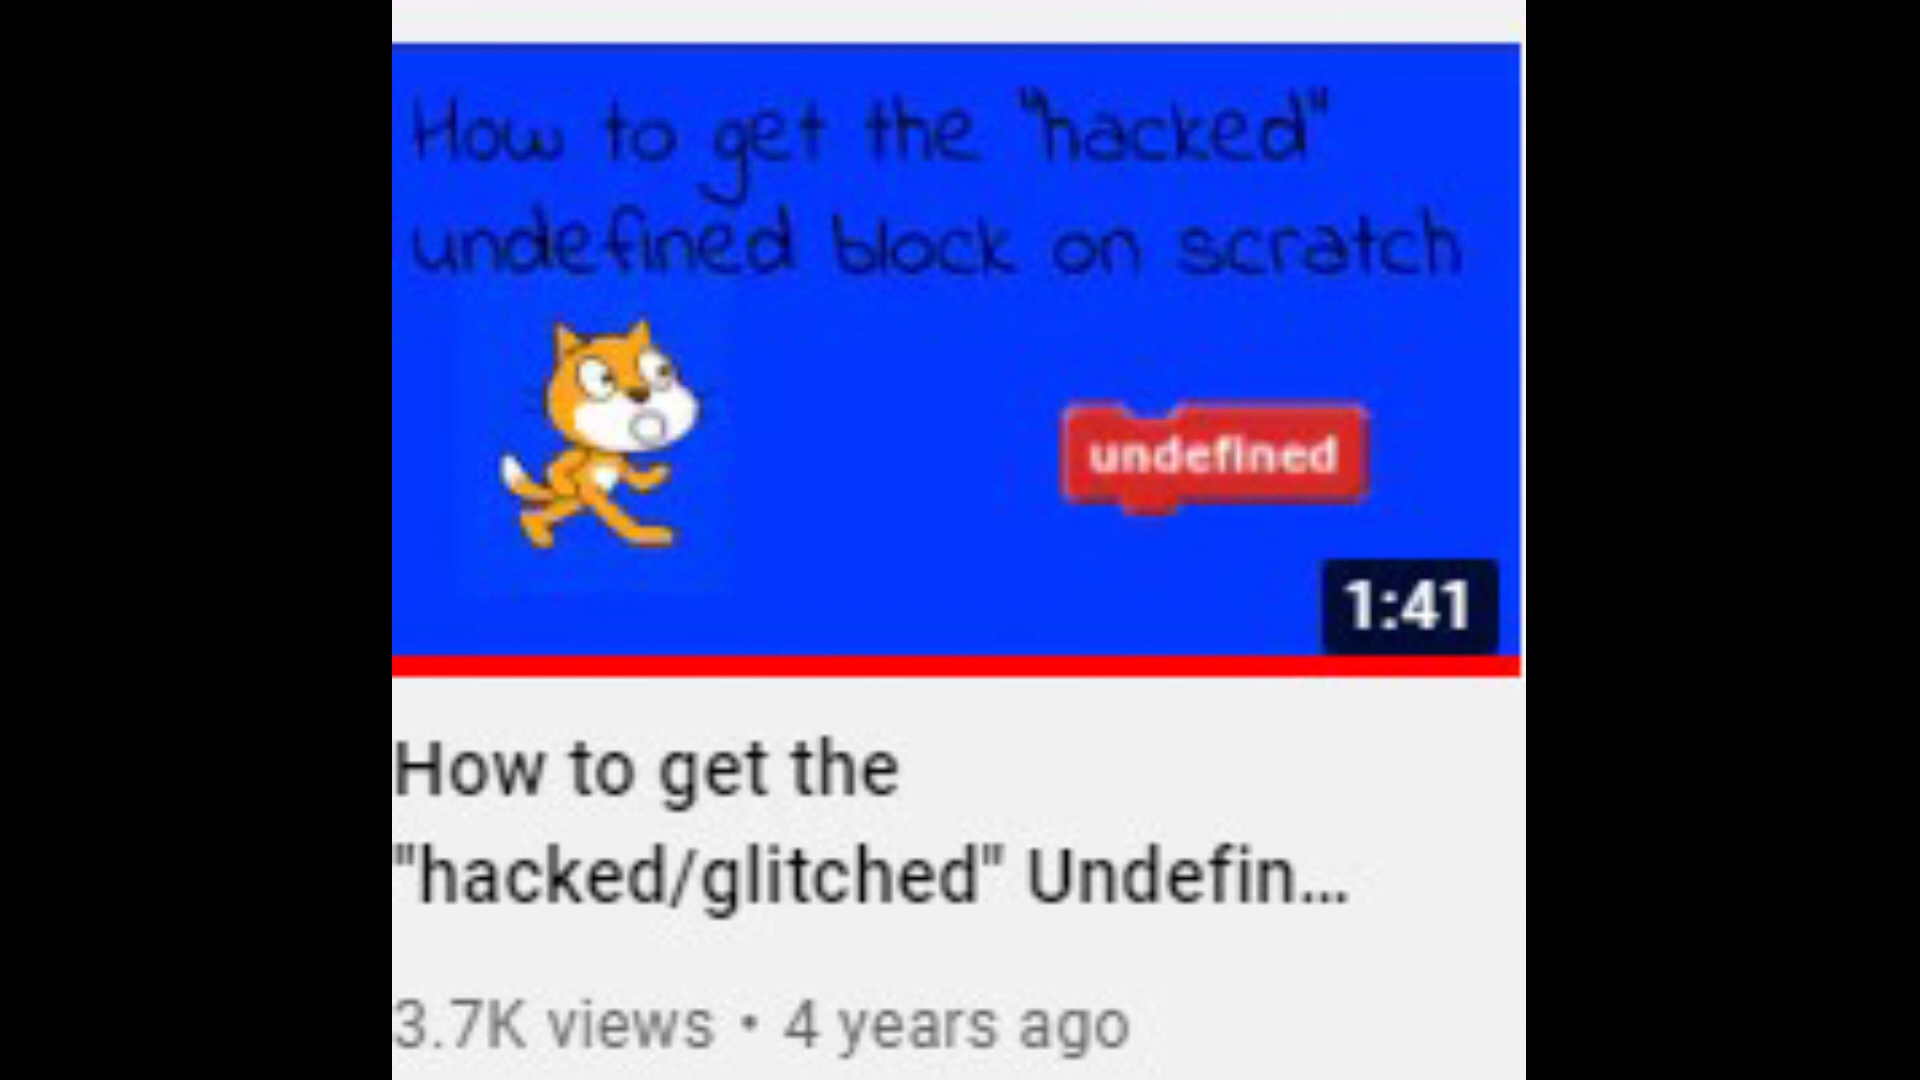 How to get the "hacked"
undefined block on scratch
undefined
1:41
How to get the
"hacked/glitched" Undefin...
3.7K views • 4 years ago